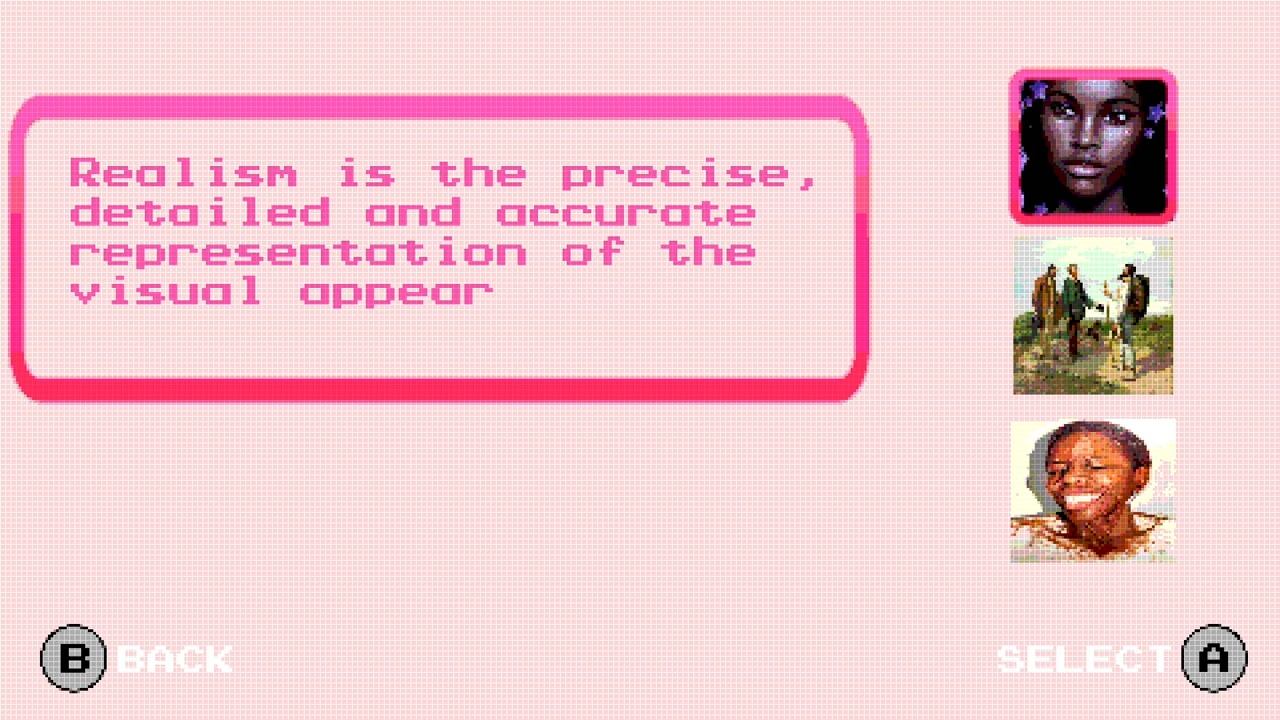 Realism is the precise,
detailed and accurate
representation of the
visual appear
B BACK
SELECT A